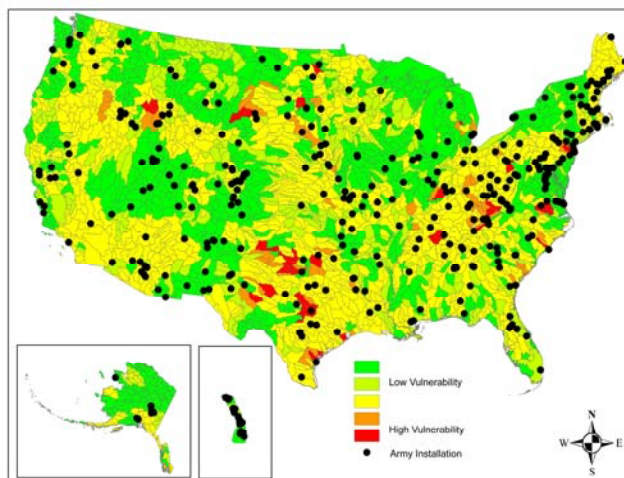 Low Vulnerability
High Vulnerability
Army Installation
N
W E
S